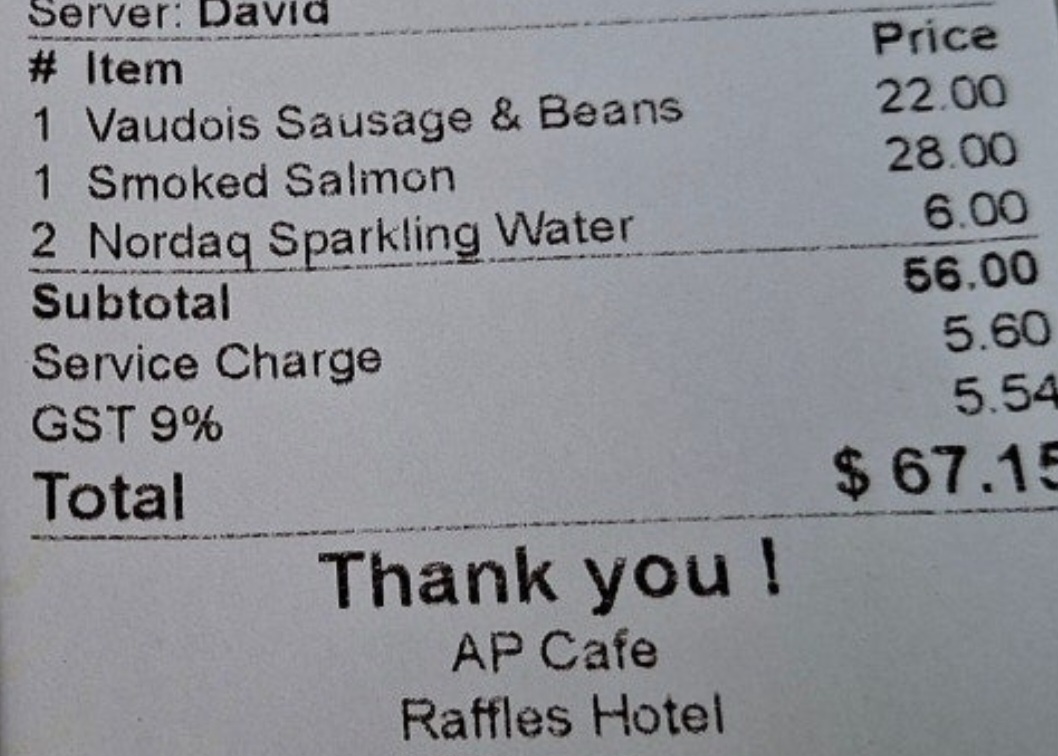 Server: David
# Item Price
1 Vaudois Sausage & Beans 22.00
1 Smoked Salmon 28.00
2 Nordaq Sparkling Water 6.00
Subtotal 56.00
Service Charge 5.60
GST 9% 5.54
Total $ 67.15
Thank you !
AP Cafe
Raffles Hotel